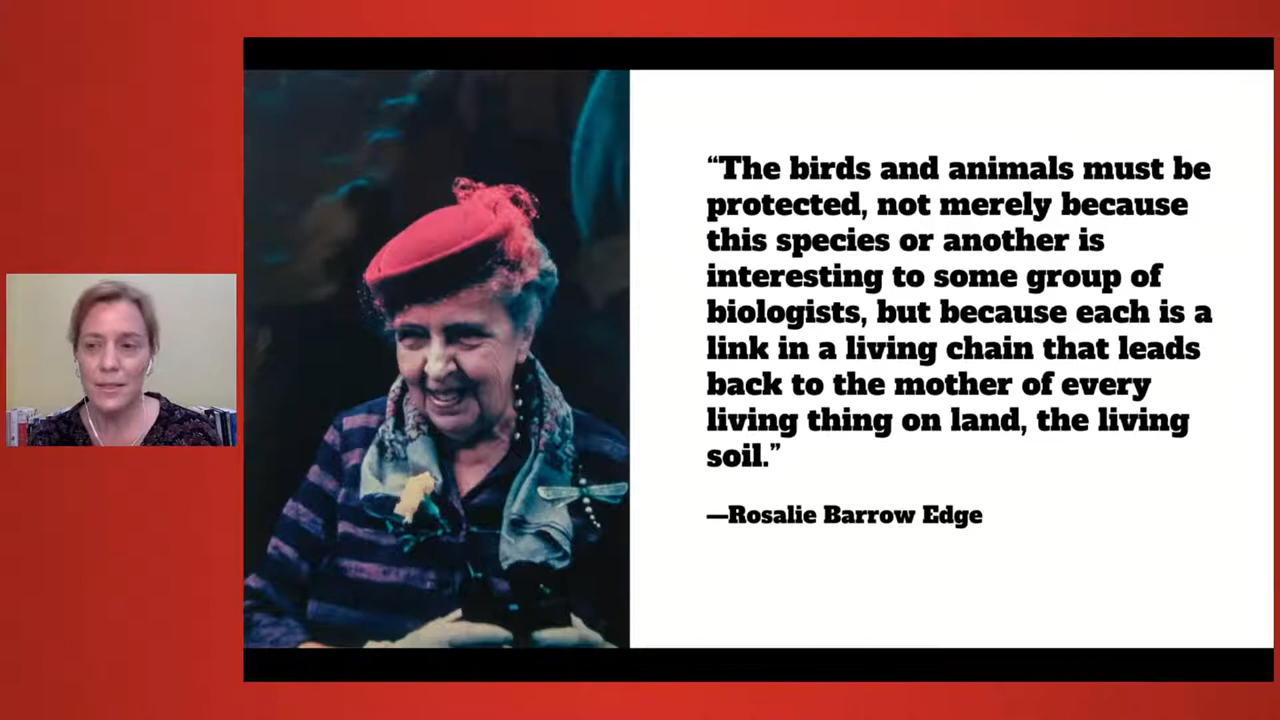 “The birds and animals must be
protected, not merely because
this species or another is
interesting to some group of
biologists, but because each is a
link in a living chain that leads
back to the mother of every
living thing on land, the living
soil.”
—Rosalie Barrow Edge